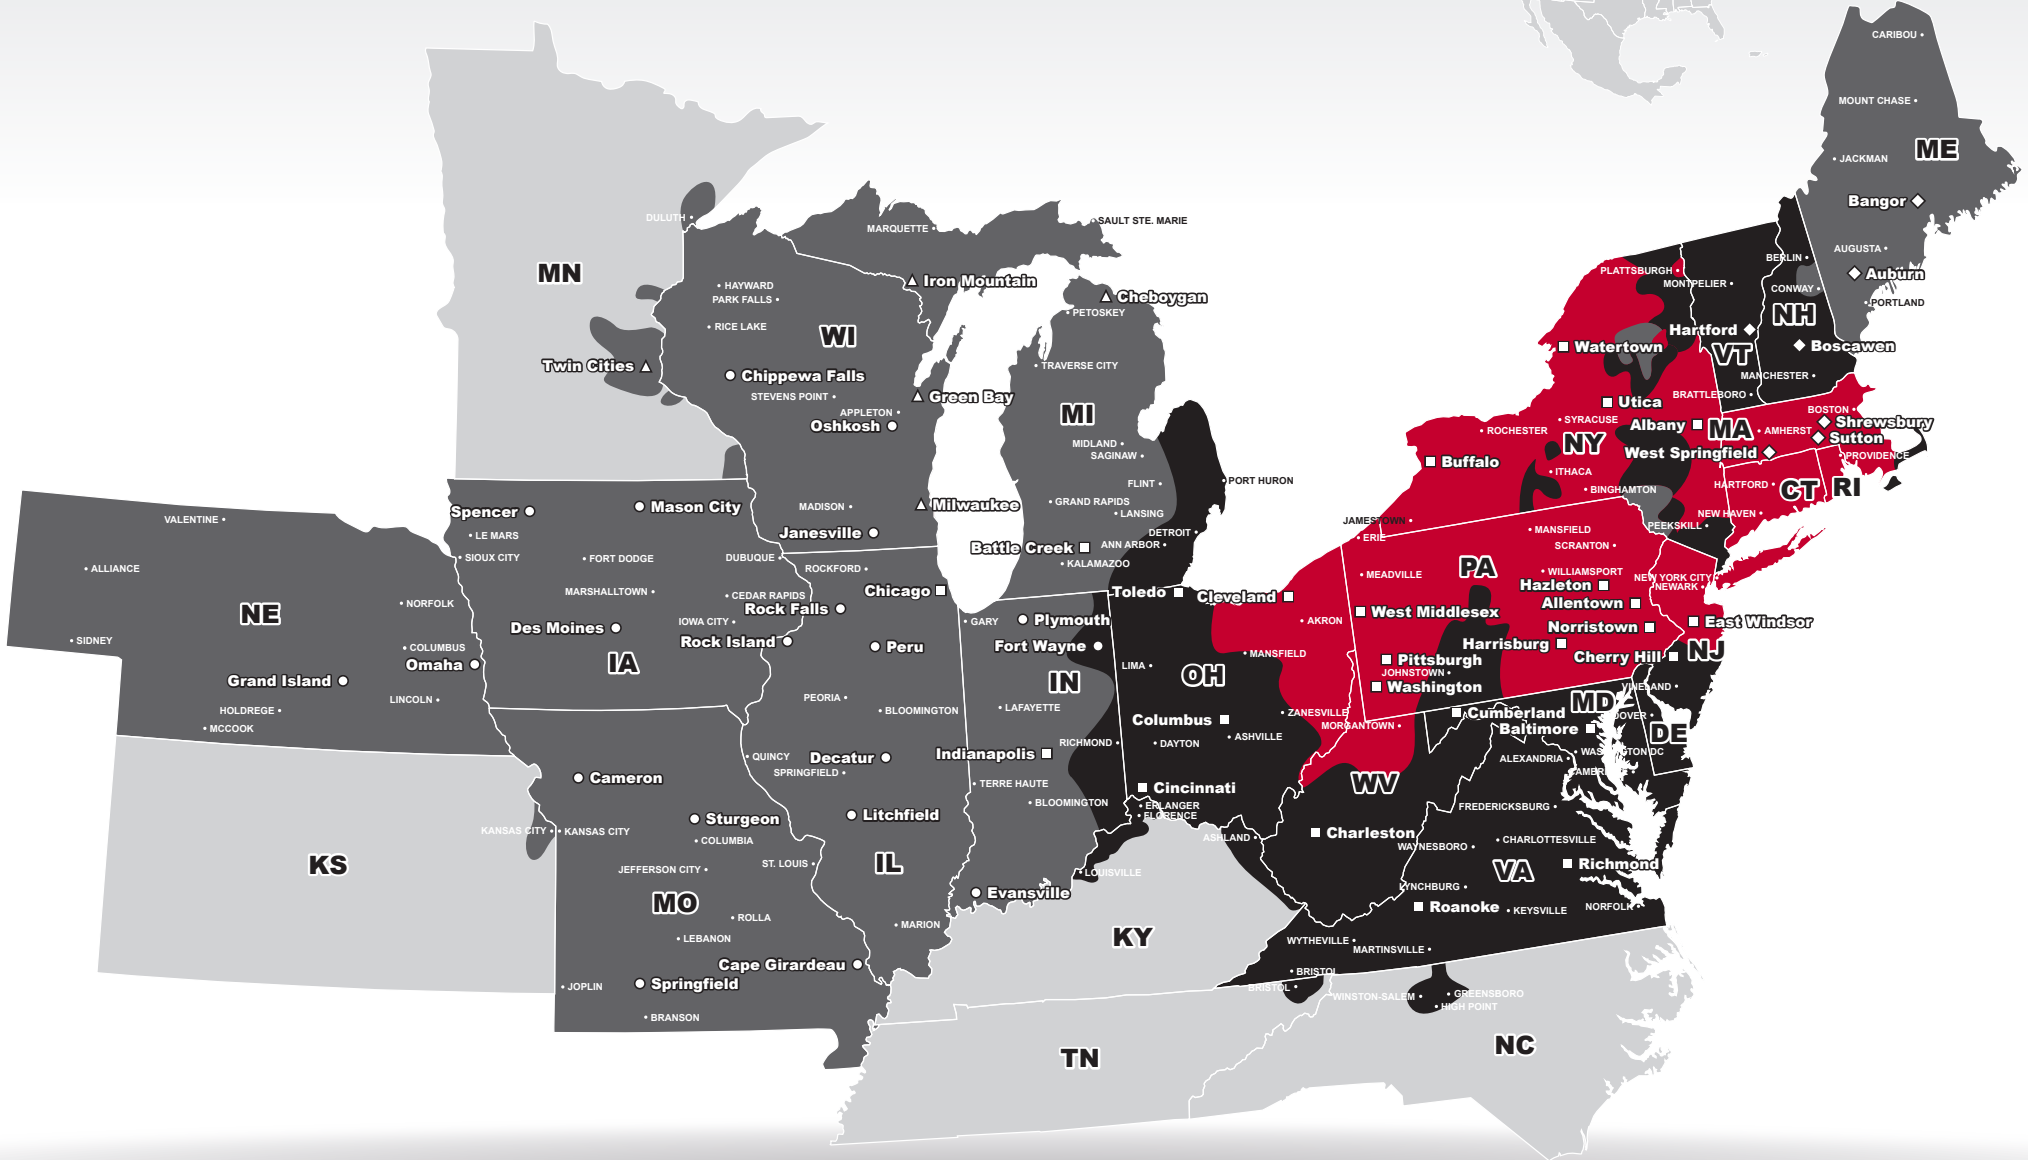 CARIBOU
MOUNT CHASE
ME
JACKMAN
Bangor
AUGUSTA
Auburn
PORTLAND
BERLIN
CONWAY
NH
Boscawen
MANCHESTER
MONTPELIER
Hartford
VT
BRATTLEBORO
PLATTSBURGH
Watertown
Utica
SYRACUSE
ROCHESTER
NY
Albany
Buffalo
ITHACA
BINGHAMTON
JAMESTOWN
PEEKSKILL
NEW YORK CITY
BOSTON
MA
AMHERST
Shrewsbury
Sutton
West Springfield
PROVIDENCE
HARTFORD
CT
RI
NEW HAVEN
ERIE
MANSFIELD
SCRANTON
PA
MEADVILLE
WILLIAMSPORT
Hazleton
Allentown
West Middlesex
Norristown
Harrisburg
Pittsburgh
JOHNSTOWN
Washington
NEWARK
East Windsor
Cherry Hill
NJ
VINELAND
MD
Cumberland
Baltimore
DOVER
DE
WASHINGTON DC
ALEXANDRIA
FREDERICKSBURG
CHARLOTTESVILLE
WAYNESBORO
VA
Richmond
LYNCHBURG
Roanoke
KEYSVILLE
NORFOLK
WYTHEVILLE
MARTINSVILLE
BRISTOL
BRISTOL
MORGANTOWN
WV
Charleston
WINSTON-SALEM
GREENSBORO
HIGH POINT
NC
TN
KY
ASHLAND
LOUISVILLE
ERLANGER
FLORENCE
Toledo
Cleveland
AKRON
MANSFIELD
LIMA
OH
ZANESVILLE
Columbus
ASHVILLE
DAYTON
Cincinnati
SAULT STE. MARIE
MARQUETTE
Iron Mountain
Cheboygan
PETOSKEY
TRAVERSE CITY
MI
MIDLAND
SAGINAW
FLINT
PORT HURON
GRAND RAPIDS
LANSING
DETROIT
Battle Creek
ANN ARBOR
KALAMAZOO
GARY
Plymouth
Fort Wayne
IN
LAFAYETTE
RICHMOND
Indianapolis
TERRE HAUTE
BLOOMINGTON
Evansville
DULUTH
MN
Twin Cities
HAYWARD
PARK FALLS
RICE LAKE
WI
Chippewa Falls
STEVENS POINT
Green Bay
APPLETON
Oshkosh
MADISON
Milwaukee
Janesville
ROCKFORD
Chicago
Rock Falls
Rock Island
Peru
PEORIA
BLOOMINGTON
QUINCY
Decatur
SPRINGFIELD
Litchfield
IL
MARION
Spencer
Mason City
LE MARS
SIOUX CITY
FORT DODGE
DUBUQUE
MARSHALLTOWN
CEDAR RAPIDS
Des Moines
IOWA CITY
IA
VALENTINE
ALLIANCE
NORFOLK
NE
SIDNEY
COLUMBUS
Omaha
Grand Island
LINCOLN
HOLDREGE
MCCOOK
KS
KANSAS CITY
KANSAS CITY
Cameron
Sturgeon
COLUMBIA
ST. LOUIS
JEFFERSON CITY
MO
ROLLA
LEBANON
Cape Girardeau
Springfield
JOPLIN
BRANSON